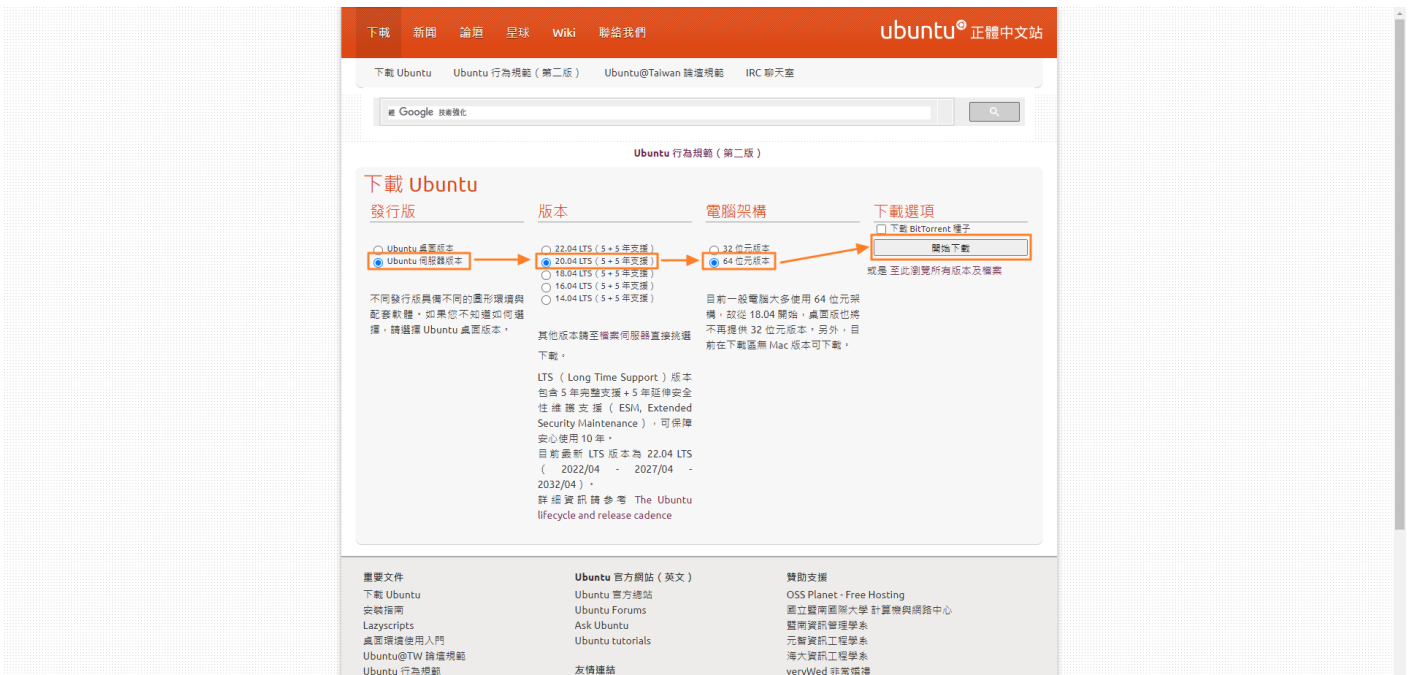 下載 新聞 論壇 星球 Wiki 聯絡我們
ubuntu 正體中文站
下載 Ubuntu Ubuntu 行為規範（第二版） Ubuntu@Taiwan 論壇規範 IRC 聊天室
經 Google 技術強化
Ubuntu 行為規範（第二版）
下載 Ubuntu
發行版
Ubuntu 桌面版本
Ubuntu 伺服器版本
不同發行版具備不同的圖形環境與
配套軟體。如果您不知道如何選
擇，請選擇 Ubuntu 桌面版本。
版本
22.04 LTS（5 + 5 年支援）
20.04 LTS（5 + 5 年支援）
18.04 LTS（5 + 5 年支援）
16.04 LTS（5 + 5 年支援）
14.04 LTS（5 + 5 年支援）
其他版本請至檔案伺服器直接挑選
下載。
LTS （ Long Time Support ）版本
包含 5 年完整支援 + 5 年延伸安全
性維護支援（ ESM, Extended
Security Maintenance ），可保障
安心使用 10 年。
目前最新 LTS 版本為 22.04 LTS
（ 2022/04 - 2027/04 -
2032/04 ）。
詳細資訊請參考 The Ubuntu
lifecycle and release cadence
電腦架構
32 位元版本
64 位元版本
目前一般電腦大多使用 64 位元架
構，故從 18.04 開始，桌面版也將
不再提供 32 位元版本。另外，目
前在下載區無 Mac 版本可下載。
下載選項
下載 BitTorrent 種子
開始下載
或是 至此瀏覽所有版本及檔案
重要文件
下載 Ubuntu
安裝指南
Lazyscripts
桌面環境使用入門
Ubuntu@TW 論壇規範
Ubuntu 行為規範
Ubuntu 官方網站（英文）
Ubuntu 官方總站
Ubuntu Forums
Ask Ubuntu
Ubuntu tutorials
友情連結
贊助支援
OSS Planet - Free Hosting
國立暨南國際大學 計算機與網路中心
暨南資訊管理學系
元智資訊工程學系
海大資訊工程學系
veryWed 非常婚禮